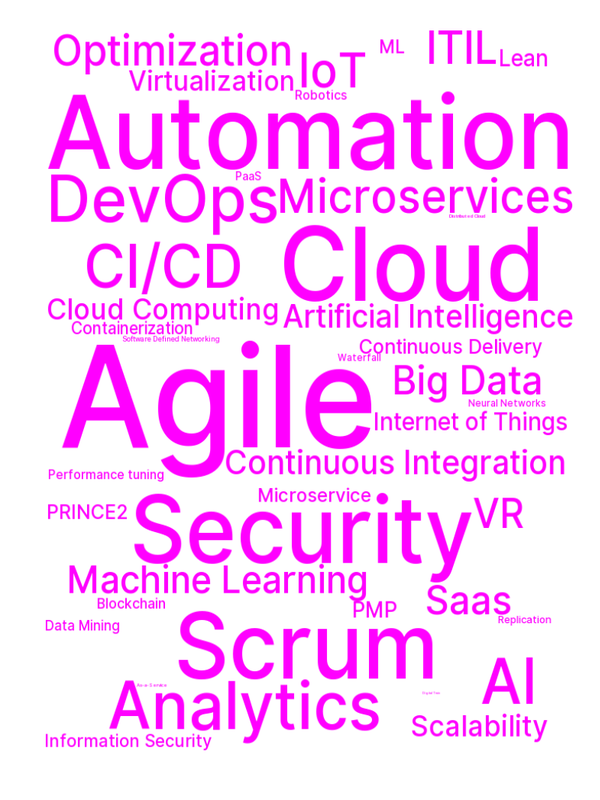 Optimization
IoT
ML
ITIL
Lean
Virtualization
Robotics
Automation
PaaS
DevOps
Microservices
CI/CD
Cloud
Cloud Computing
Artificial Intelligence
Containerization
Software Defined Networking
Continuous Delivery
Waterfall
Agile
Big Data
Neural Networks
Internet of Things
Continuous Integration
Performance tuning
Microservice
PRINCE2
Security
VR
Machine Learning
Blockchain
PMP
Saas
Data Mining
Scrum
Replication
AI
Analytics
Scalability
Information Security